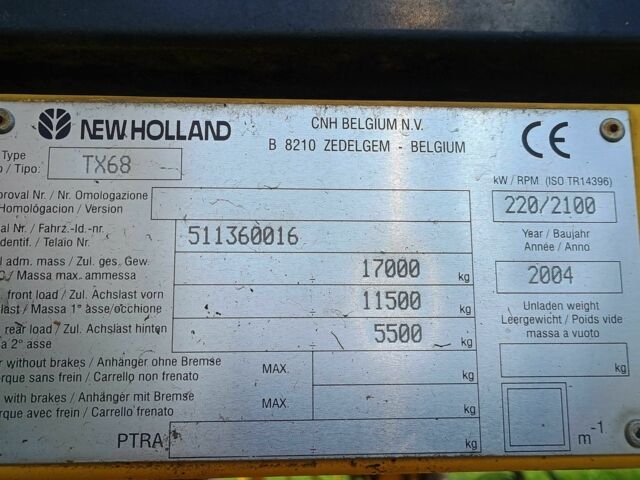 NEW HOLLAND
CNH BELGIUM N.V.
B 8210 ZEDELGEM - BELGIUM
CE
Type
/ Tipo: TX68
kW / RPM (ISO TR14396)
220/2100
proval Nr. / Nr. Omologazione
Homológacion / Version
al Nr. / Fahrz.-Id.-nr.
dentif. / Telaio Nr.
511360016
Year / Baujahr
Année / Anno
2004
l adm. mass / Zul. ges. Gew.
C / Massa max. ammessa
÷ 17000 kg
. front load / Zul. Achslast vorn
last / Massa 1° asse/occhione
÷ 11500 kg
. rear load / Zul. Achslast hinten
a 2° asse
÷ 5500 kg
Unladen weight
Leergewicht / Poids vide
massa a vuoto
kg
r without brakes / Anhänger ohne Bremse
orque sans frein / Carrello non frenato
MAX. kg
with brakes / Anhänger mit Bremse
rque avec frein / Carrello frenato
MAX. kg
PTRA kg
m-1